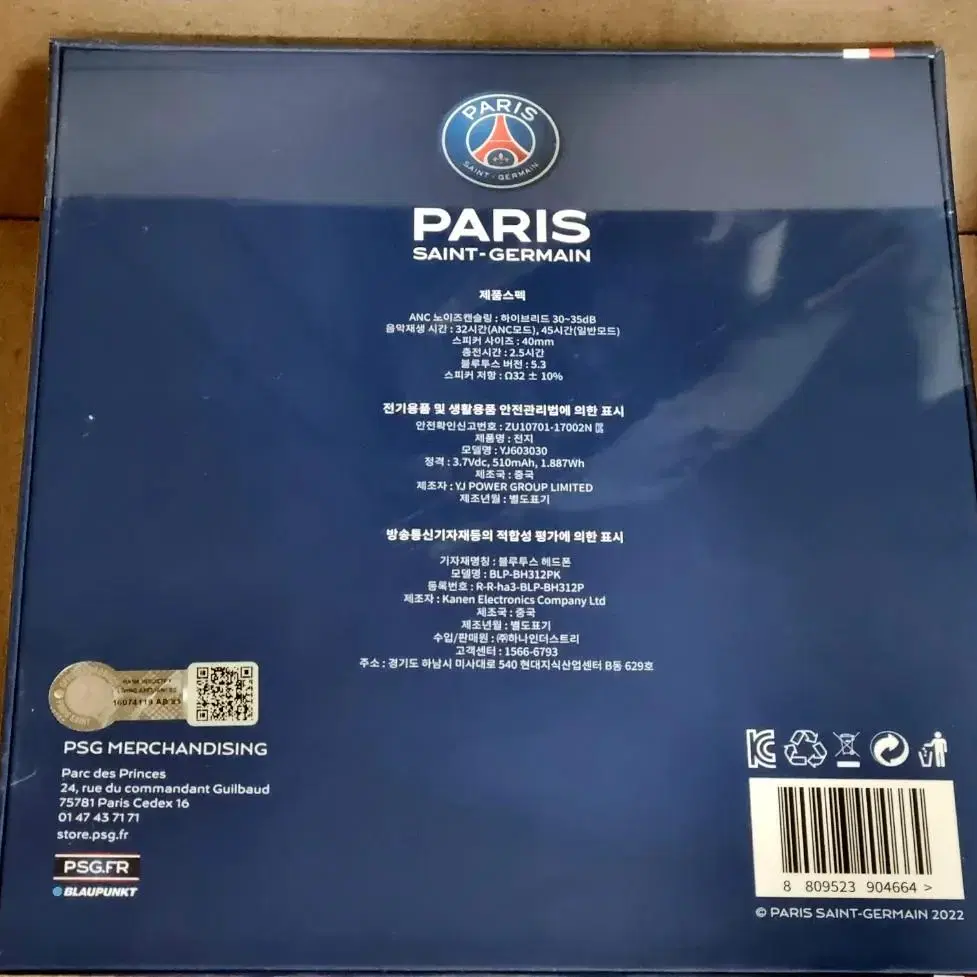 PARIS
SAINT-GERMAIN
PARIS
SAINT-GERMAIN
제품스펙
ANC 노이즈캔슬링 : 하이브리드 30~35dB
음악재생 시간 : 32시간(ANC모드), 45시간(일반모드)
스피커 사이즈 : 40mm
충전시간 : 2.5시간
블루투스 버전 : 5.3
스피커 저항 : Ω32 ± 10%
전기용품 및 생활용품 안전관리법에 의한 표시
안전확인신고번호 : ZU10701-17002N
제품명 : 전지
모델명 : YJ603030
정격 : 3.7Vdc, 510mAh, 1.887Wh
제조국 : 중국
제조자 : YJ POWER GROUP LIMITED
제조년월 : 별도표기
방송통신기자재등의 적합성 평가에 의한 표시
기자재명칭 : 블루투스 헤드폰
모델명 : BLP-BH312PK
등록번호 : R-R-ha3-BLP-BH312P
제조자 : Kanen Electronics Company Ltd
제조국 : 중국
제조년월 : 별도표기
수입/판매원 : ㈜하나인더스트리
고객센터 : 1566-6793
주소 : 경기도 하남시 미사대로 540 현대지식산업센터 B동 629호
PSG MERCHANDISING
Parc des Princes
24, rue du commandant Guilbaud
75781 Paris Cedex 16
01 47 43 71 71
store.psg.fr
PSG.FR
BLAUPUNKT
8 809523 904664 >
© PARIS SAINT-GERMAIN 2022